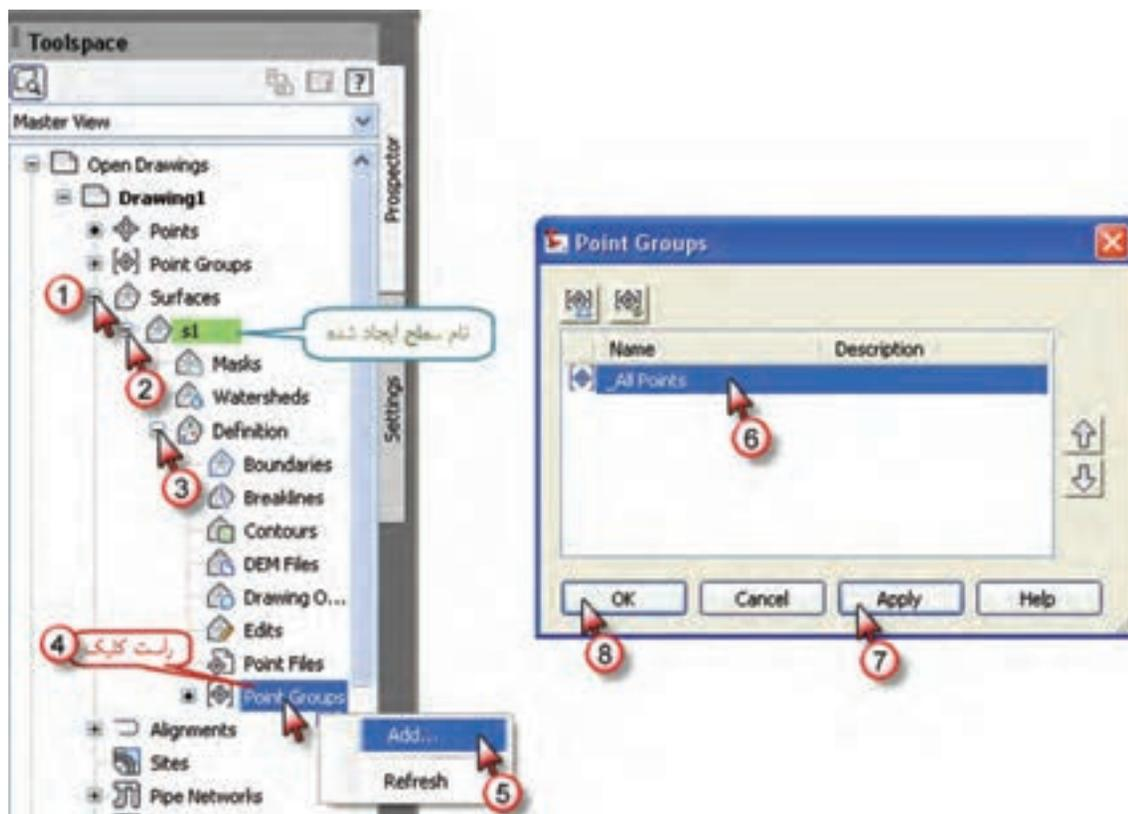 Toolspace
Master View
Open Drawings
Drawing1
Points
Point Groups
1
Surfaces
s1
نام سطح ایجاد شده
2
Masks
Watersheds
3
Definition
Boundaries
Breaklines
Contours
DEM Files
Drawing O...
Edits
4
راست کلیک
Point Files
Point Groups
Add...
5
Refresh
Alignments
Sites
Pipe Networks
Prospector
Settings
Point Groups
Name Description
_All Points
6
OK Cancel Apply Help
8
7